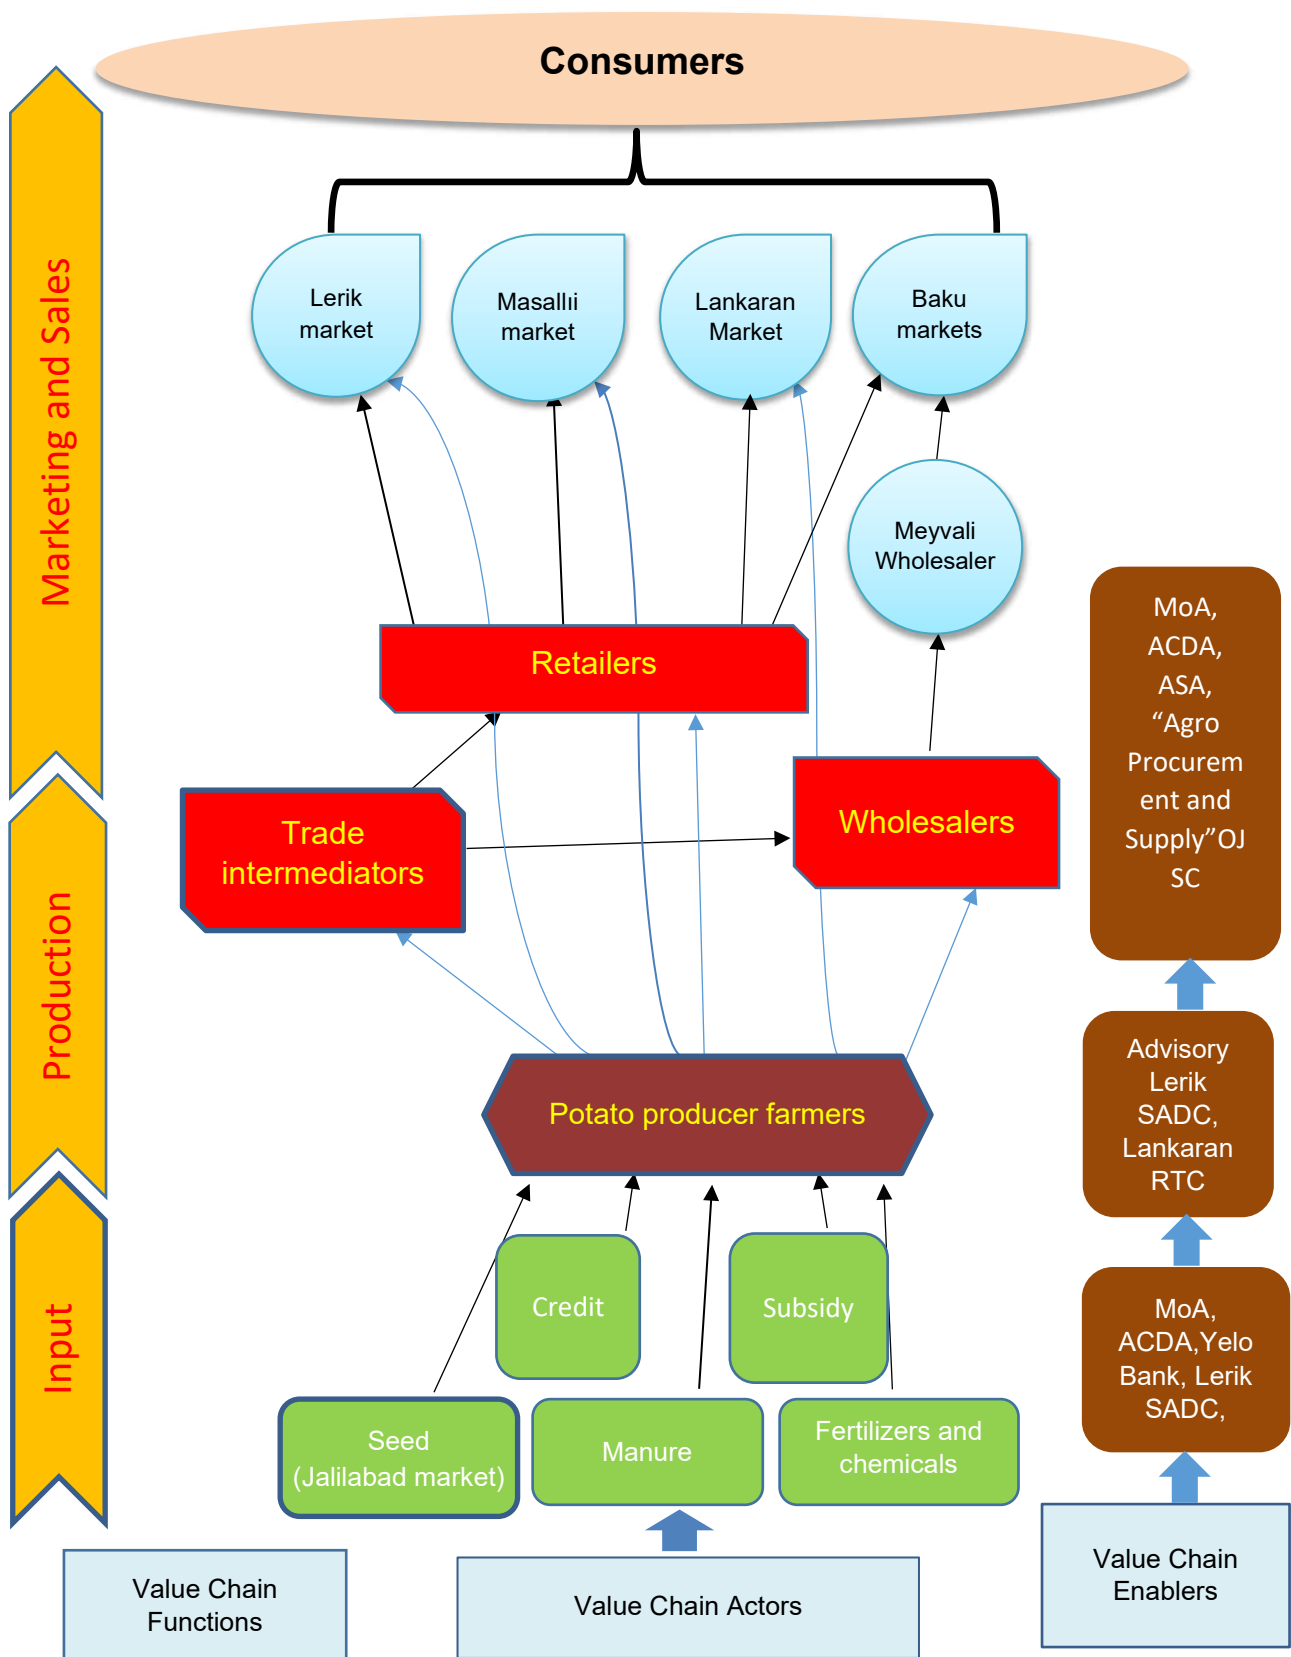 Consumers
Marketing and Sales
Lerik
market
Masallıi
market
Lankaran
Market
Baku
markets
Meyvali
Wholesaler
Retailers
Trade
intermediators
Wholesalers
MoA,
ACDA,
ASA,
“Agro
Procurem
ent and
Supply”OJ
SC
Production
Potato producer farmers
Advisory
Lerik
SADC,
Lankaran
RTC
Input
Credit
Subsidy
MoA,
ACDA,Yelo
Bank, Lerik
SADC,
Seed
(Jalilabad market)
Manure
Fertilizers and
chemicals
Value Chain
Functions
Value Chain Actors
Value Chain
Enablers